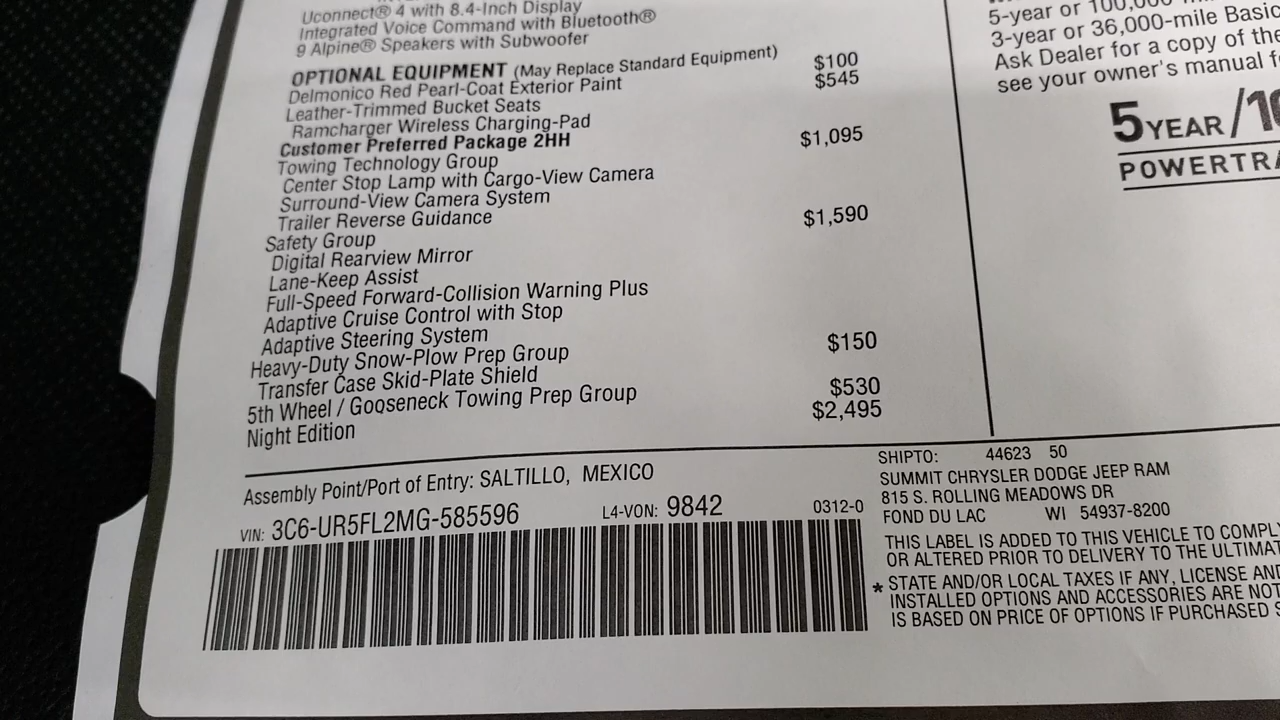 Uconnect® 4 with 8.4-Inch Display
Integrated Voice Command with Bluetooth®
9 Alpine® Speakers with Subwoofer
OPTIONAL EQUIPMENT (May Replace Standard Equipment)
Delmonico Red Pearl-Coat Exterior Paint $100
Leather-Trimmed Bucket Seats $545
Ramcharger Wireless Charging-Pad
Customer Preferred Package 2HH
Towing Technology Group $1,095
Center Stop Lamp with Cargo-View Camera
Surround-View Camera System
Trailer Reverse Guidance
Safety Group $1,590
Digital Rearview Mirror
Lane-Keep Assist
Full-Speed Forward-Collision Warning Plus
Adaptive Cruise Control with Stop
Adaptive Steering System
Heavy-Duty Snow-Plow Prep Group $150
Transfer Case Skid-Plate Shield
5th Wheel / Gooseneck Towing Prep Group $530
Night Edition $2,495
5-year or 100,000
3-year or 36,000-mile Basic
Ask Dealer for a copy of the
see your owner's manual
5 YEAR/
POWERTRA
Assembly Point/Port of Entry: SALTILLO, MEXICO
VIN: 3C6-UR5FL2MG-585596 L4-VON: 9842 0312-0
SHIPTO: 44623 50
SUMMIT CHRYSLER DODGE JEEP RAM
815 S. ROLLING MEADOWS DR
FOND DU LAC WI 54937-8200
THIS LABEL IS ADDED TO THIS VEHICLE TO COMPL
OR ALTERED PRIOR TO DELIVERY TO THE ULTIMAT
* STATE AND/OR LOCAL TAXES IF ANY, LICENSE AND
INSTALLED OPTIONS AND ACCESSORIES ARE NOT
IS BASED ON PRICE OF OPTIONS IF PURCHASED